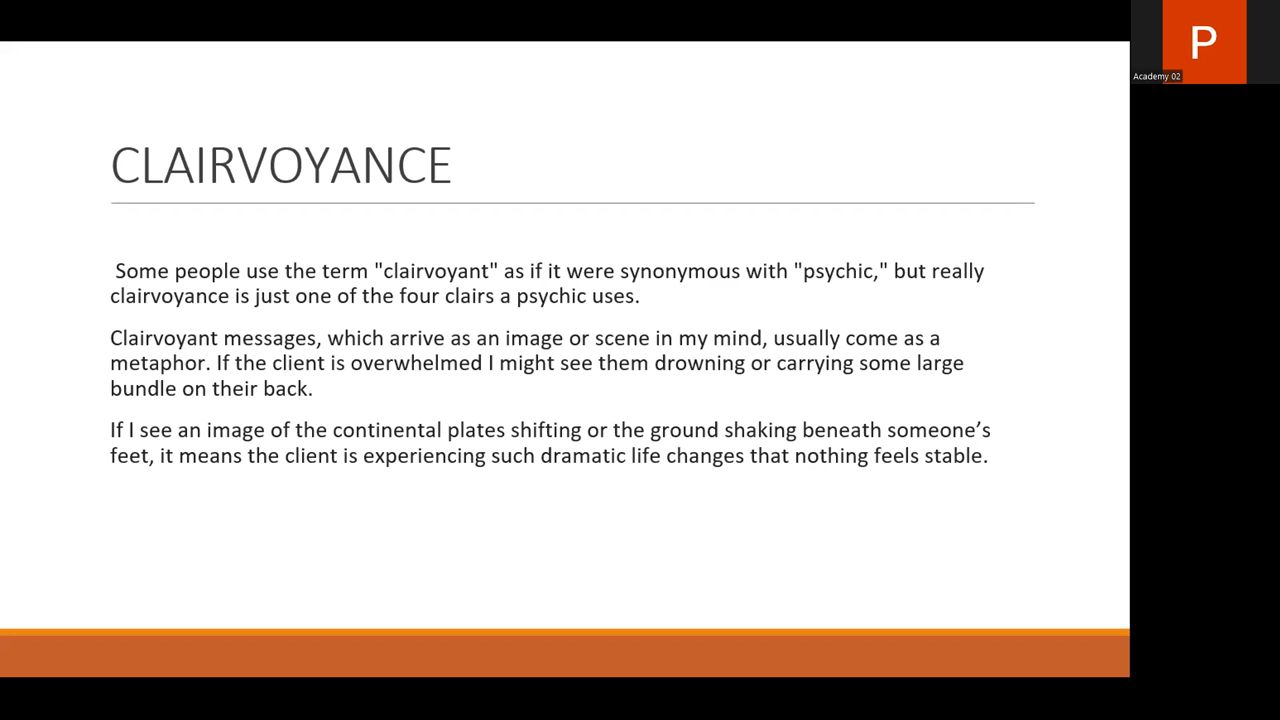 P
Academy 02
CLAIRVOYANCE
Some people use the term "clairvoyant" as if it were synonymous with "psychic," but really
clairvoyance is just one of the four clairs a psychic uses.
Clairvoyant messages, which arrive as an image or scene in my mind, usually come as a
metaphor. If the client is overwhelmed I might see them drowning or carrying some large
bundle on their back.
If I see an image of the continental plates shifting or the ground shaking beneath someone’s
feet, it means the client is experiencing such dramatic life changes that nothing feels stable.